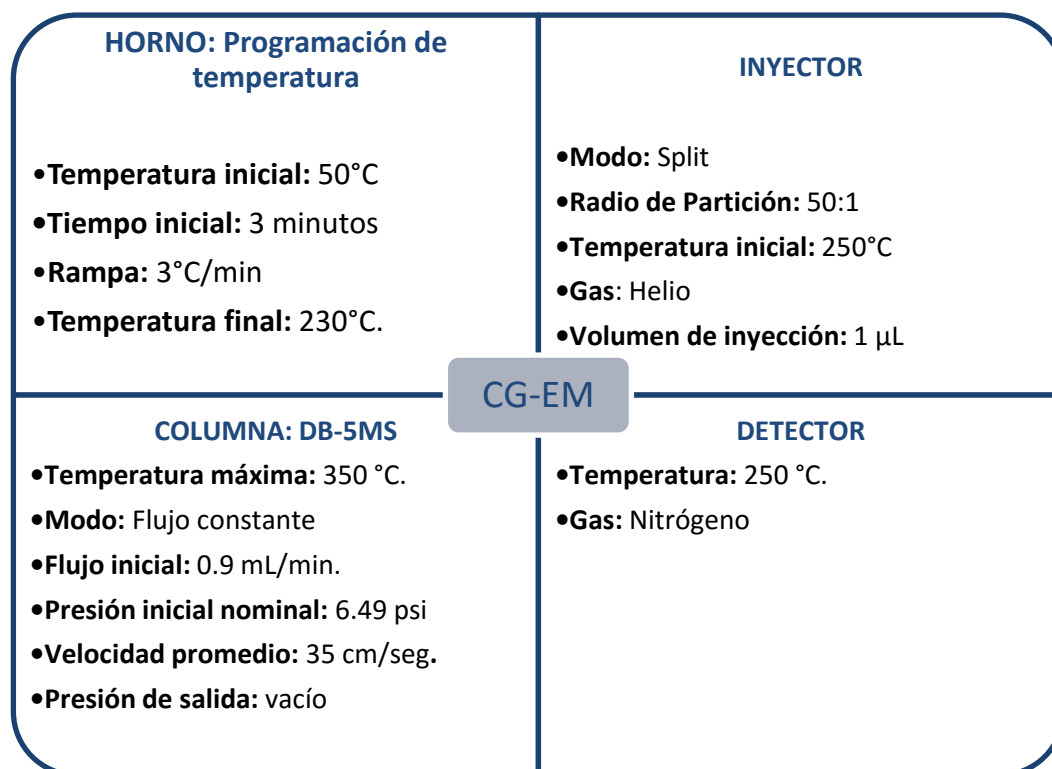 HORNO: Programación de
temperatura
•Temperatura inicial: 50°C
•Tiempo inicial: 3 minutos
•Rampa: 3°C/min
•Temperatura final: 230°C.
INYECTOR
•Modo: Split
•Radio de Partición: 50:1
•Temperatura inicial: 250°C
•Gas: Helio
•Volumen de inyección: 1 µL
CG-EM
COLUMNA: DB-5MS
•Temperatura máxima: 350 °C.
•Modo: Flujo constante
•Flujo inicial: 0.9 mL/min.
•Presión inicial nominal: 6.49 psi
•Velocidad promedio: 35 cm/seg.
•Presión de salida: vacío
DETECTOR
•Temperatura: 250 °C.
•Gas: Nitrógeno